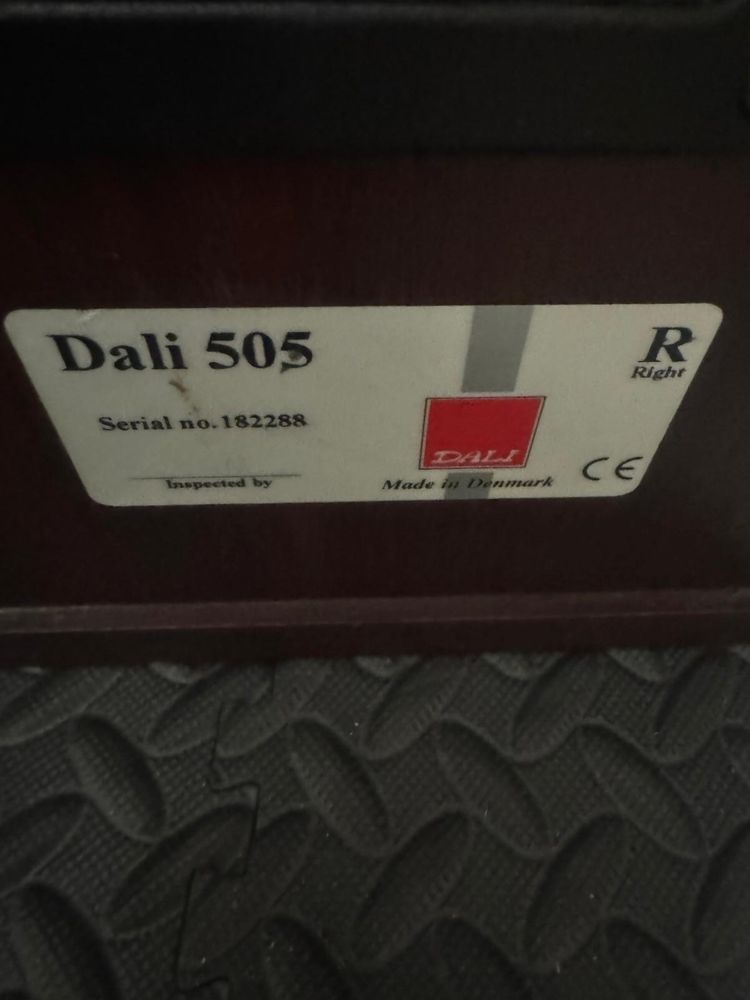 Dali 505
R
Right
Serial no. 182288
DALI
Inspected by
Made in Denmark
CE